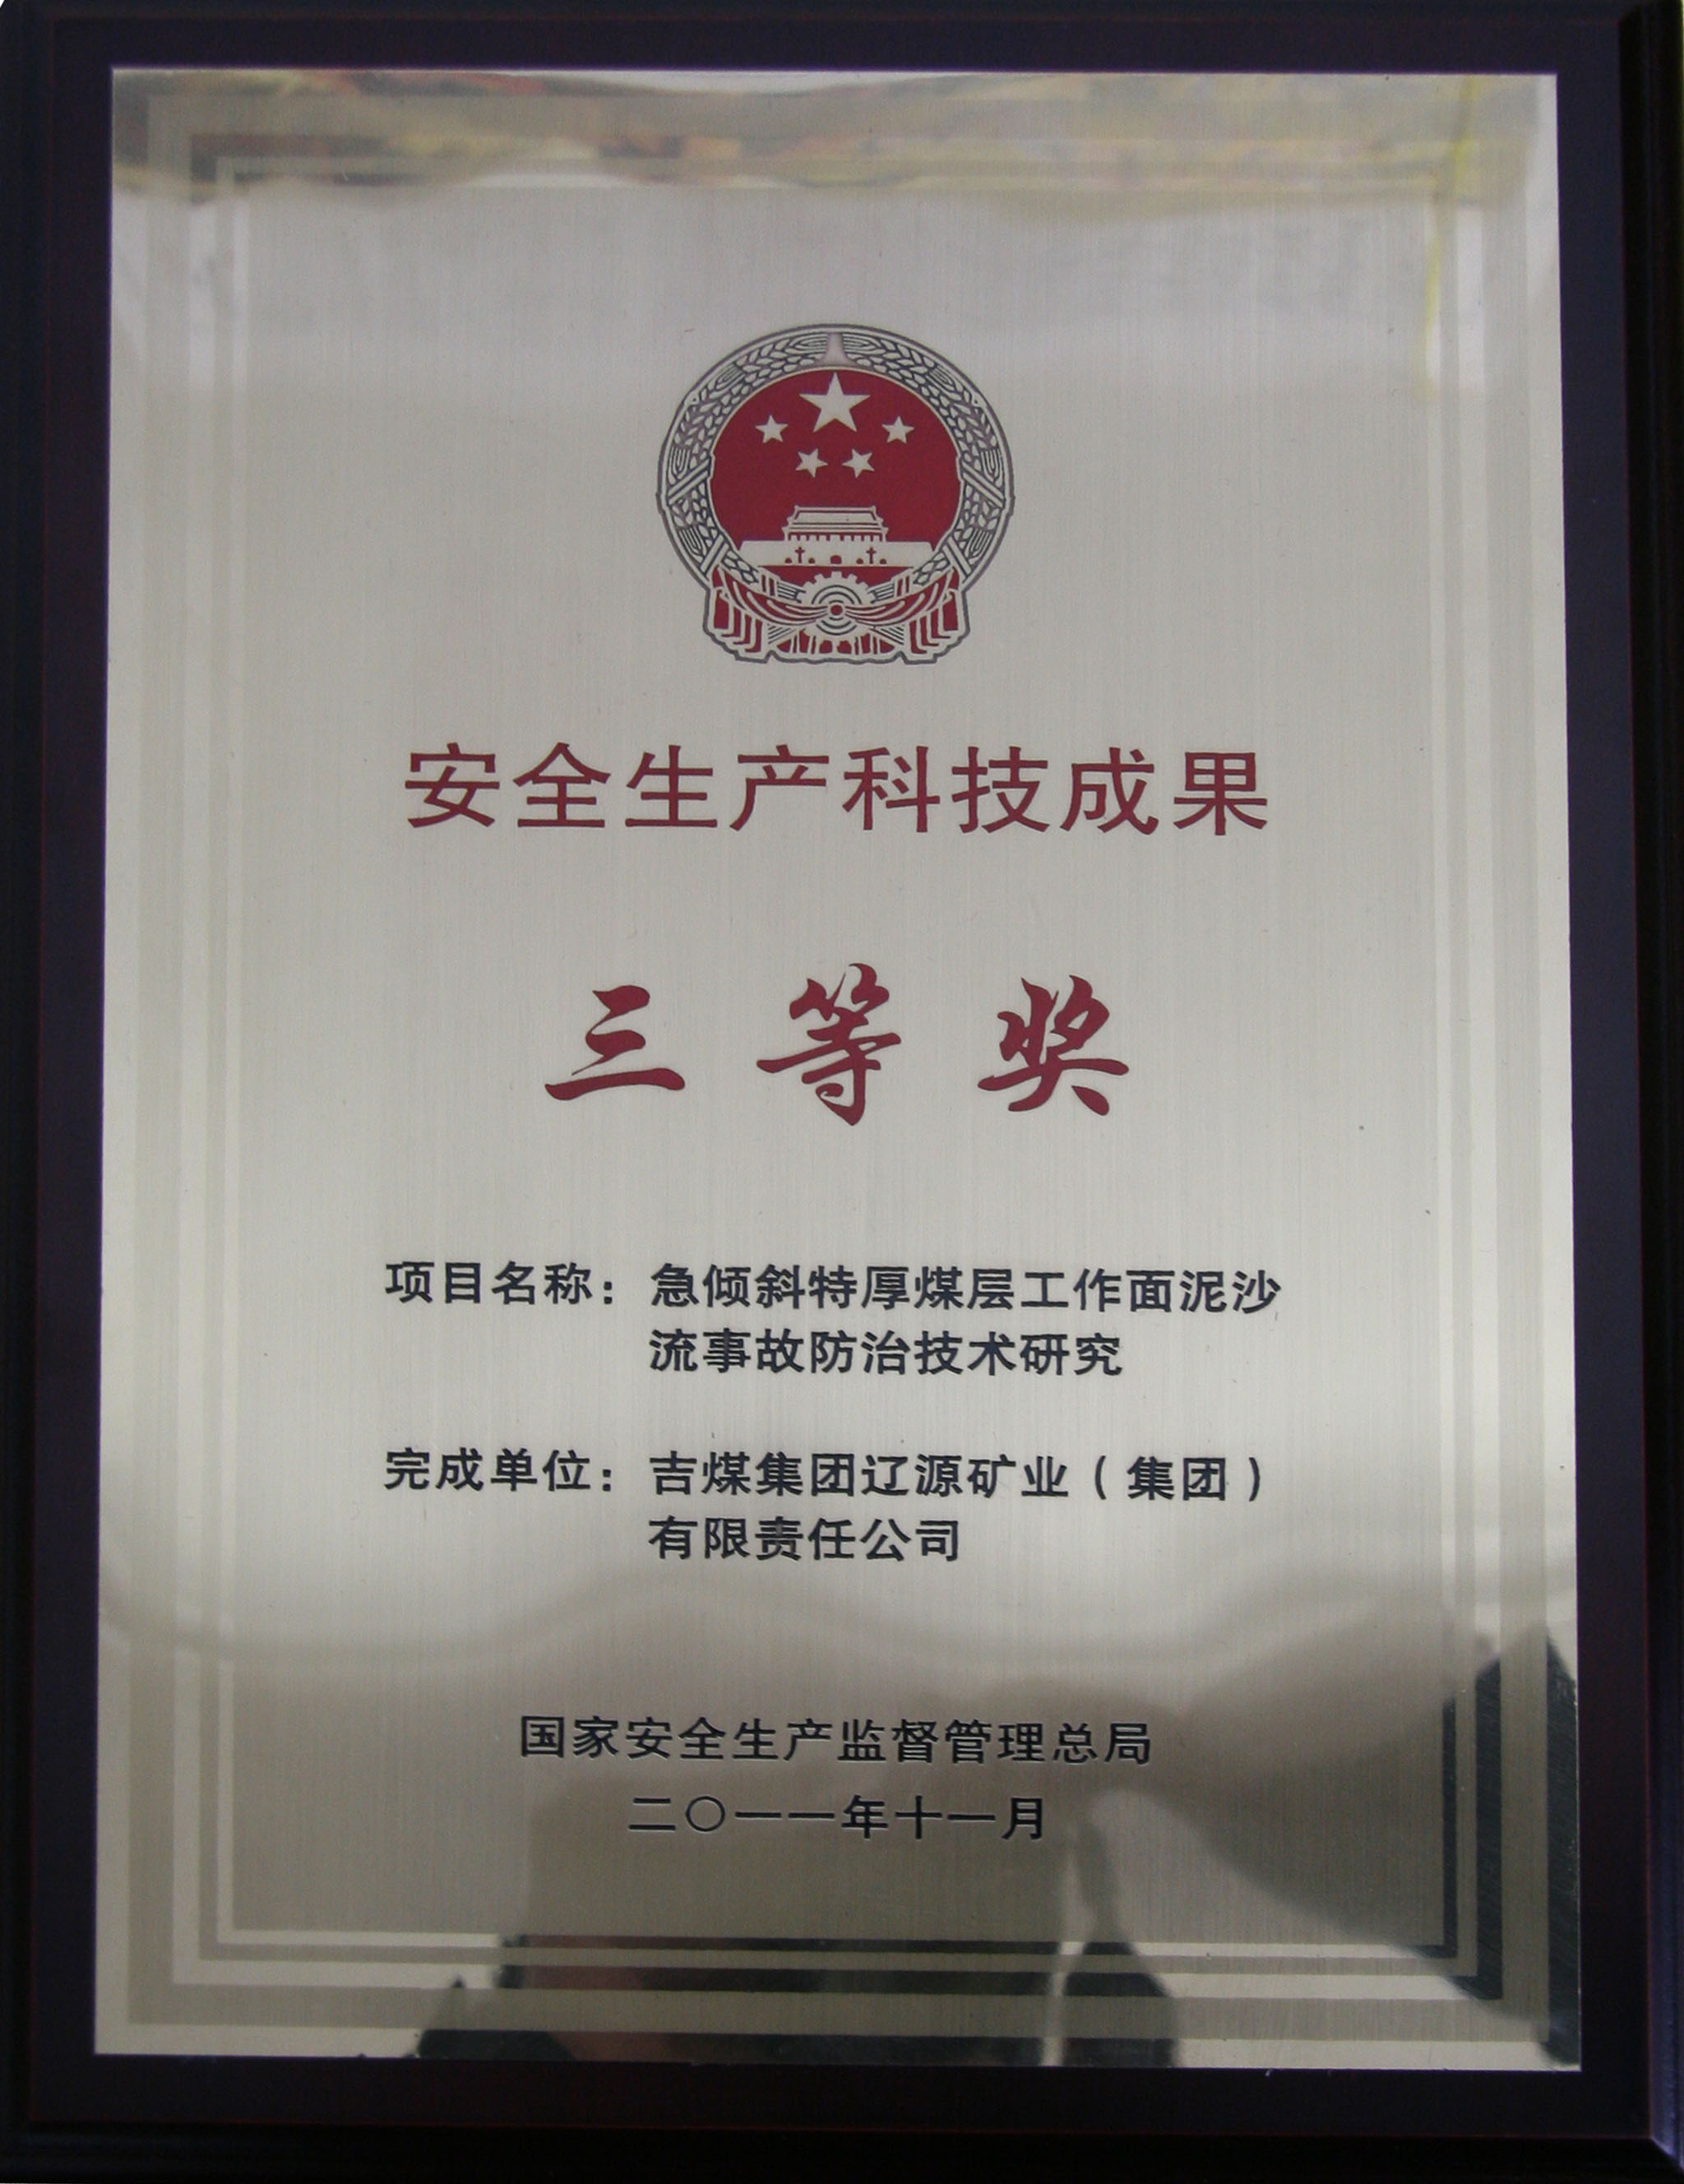 安全生产科技成果
三等奖
项目名称：急倾斜特厚煤层工作面泥沙
流事故防治技术研究
完成单位：吉煤集团辽源矿业（集团）
有限责任公司
国家安全生产监督管理总局
二〇一一年十一月